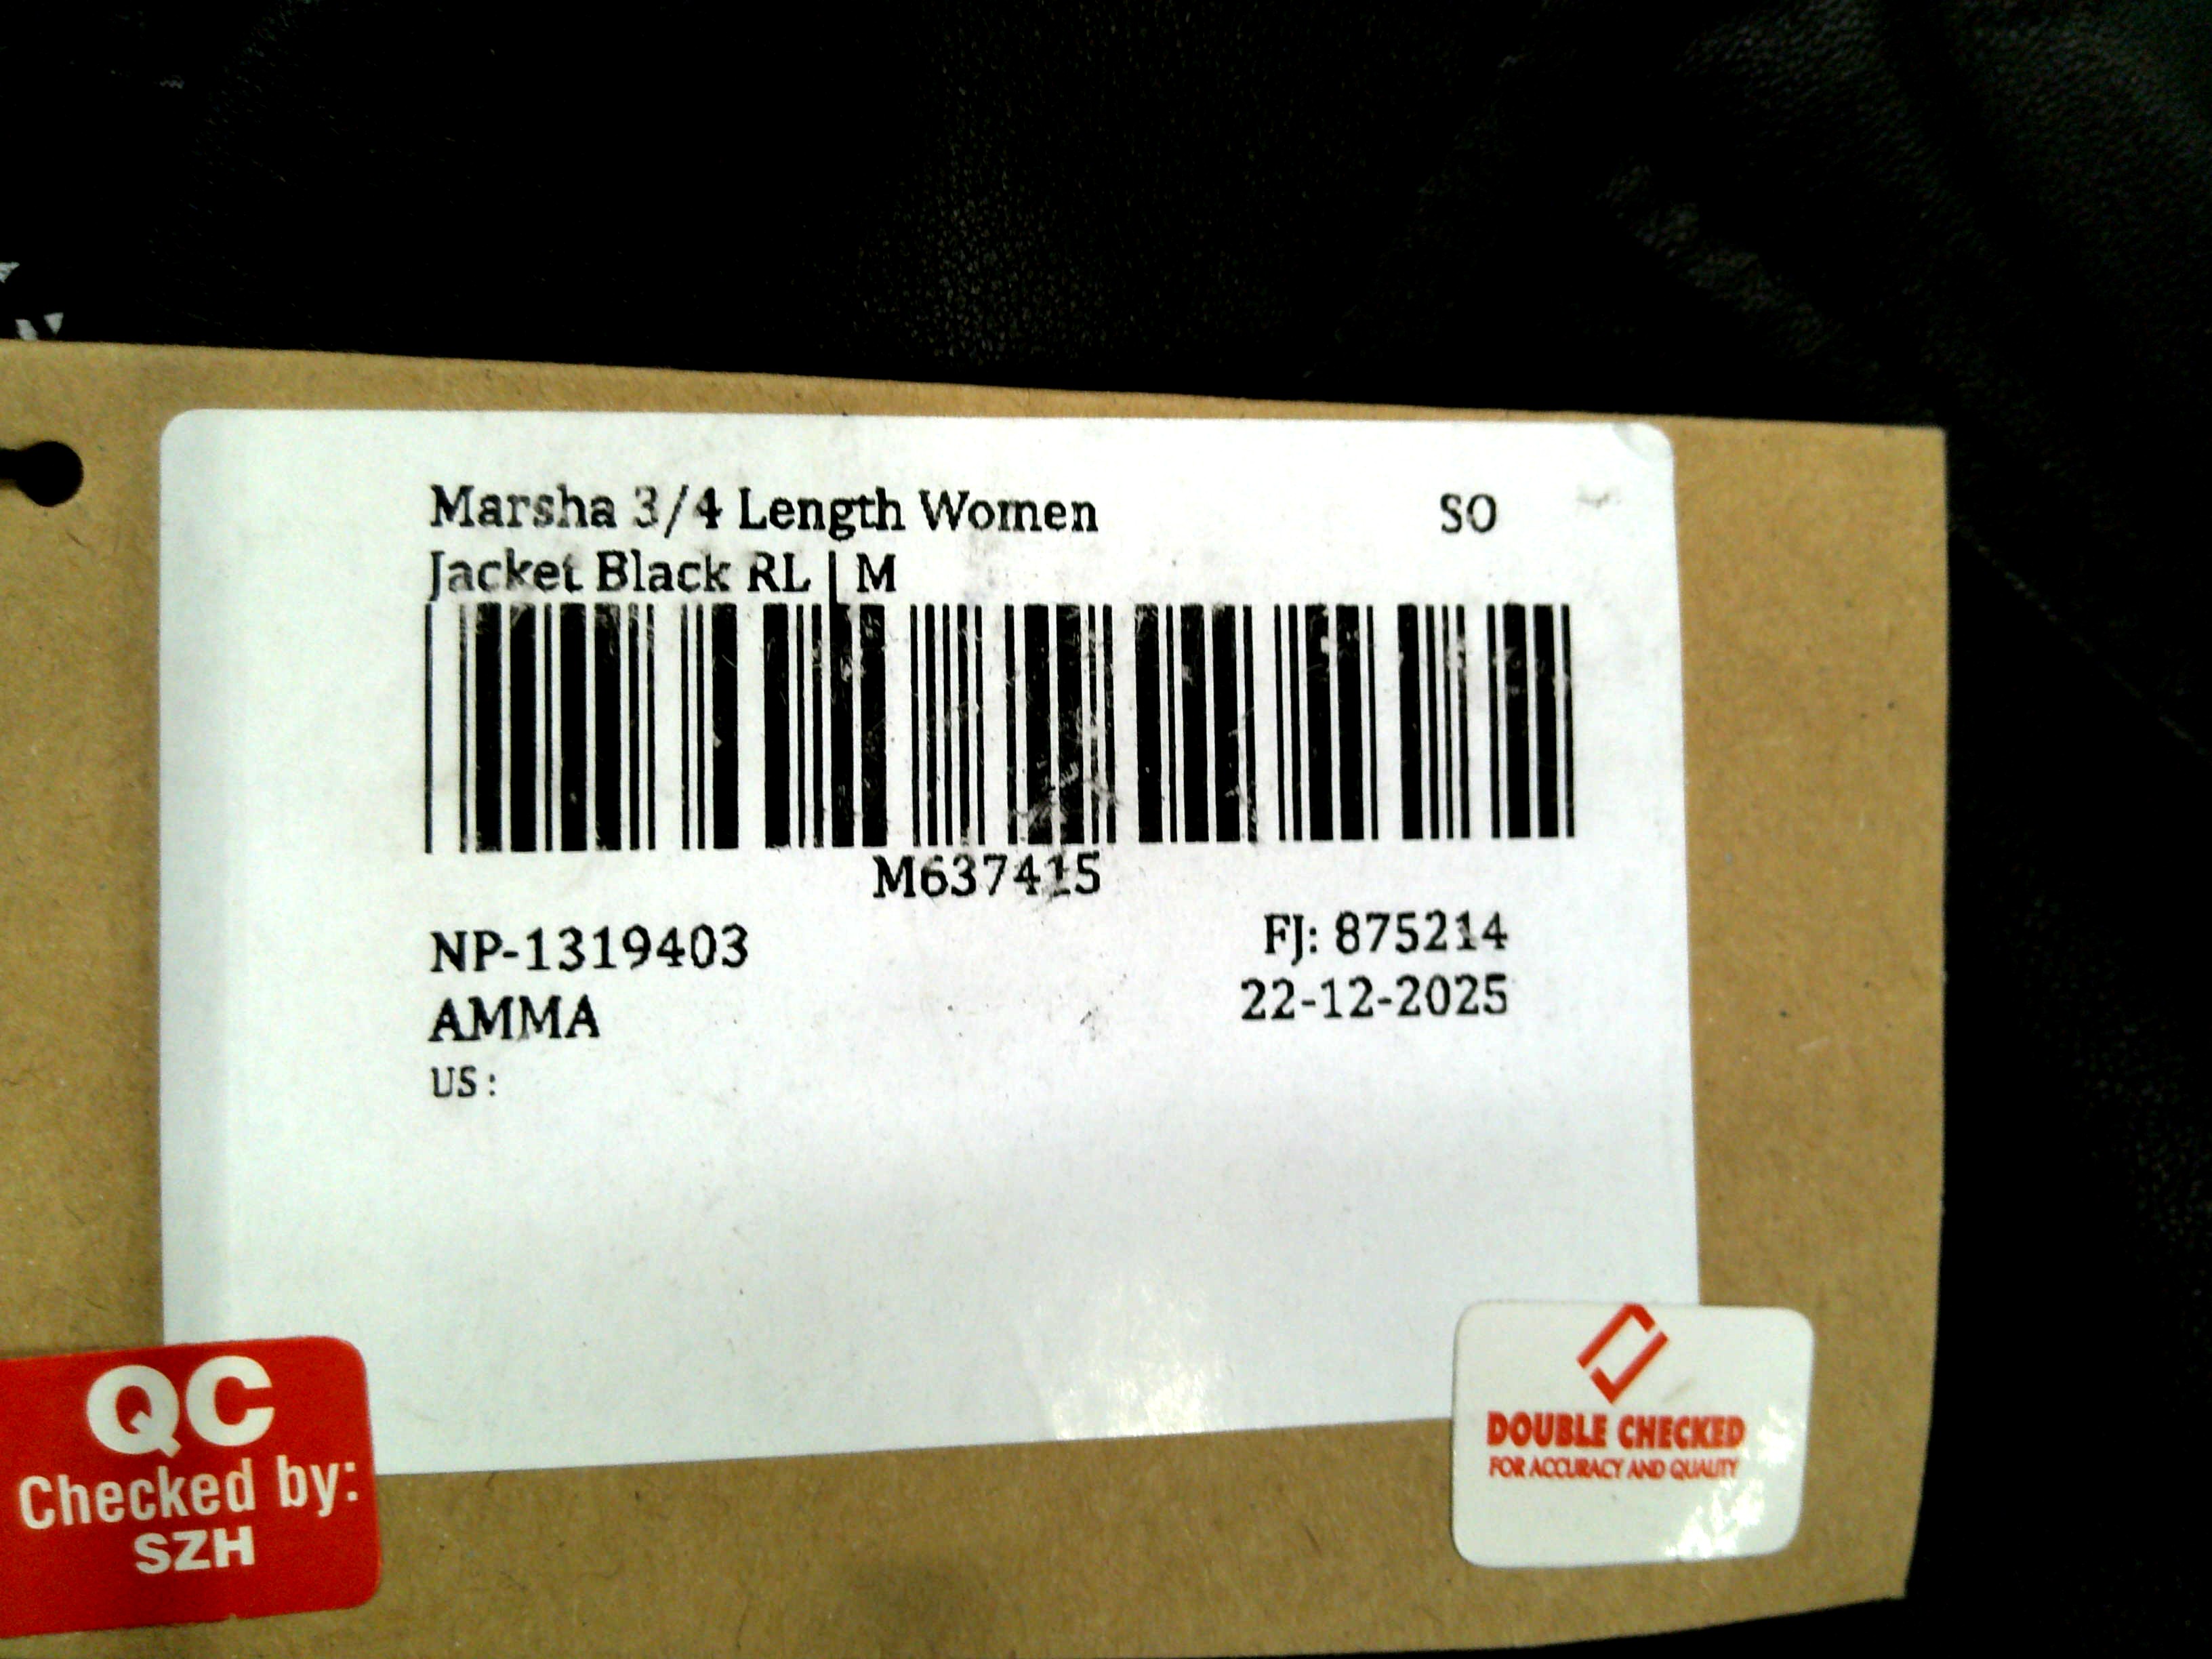 Marsha 3/4 Length Women
Jacket Black RL | M
SO
M637415
NP-1319403
FJ: 875214
AMMA
22-12-2025
US:
QC
Checked by:
SZH
DOUBLE CHECKED
FOR ACCURACY AND QUALITY